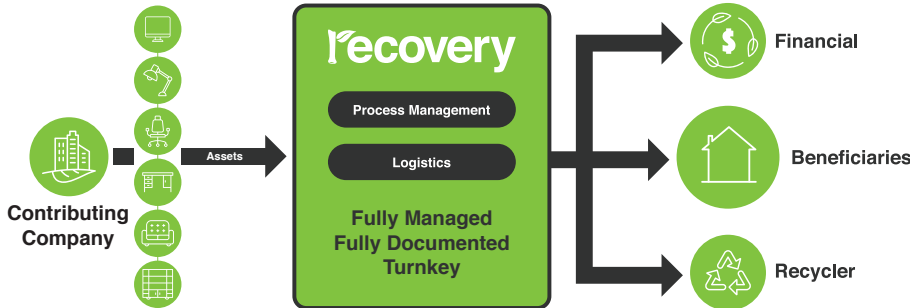 Contributing
Company
Assets
recovery
Process Management
Logistics
Fully Managed
Fully Documented
Turnkey
$
Financial
Beneficiaries
Recycler